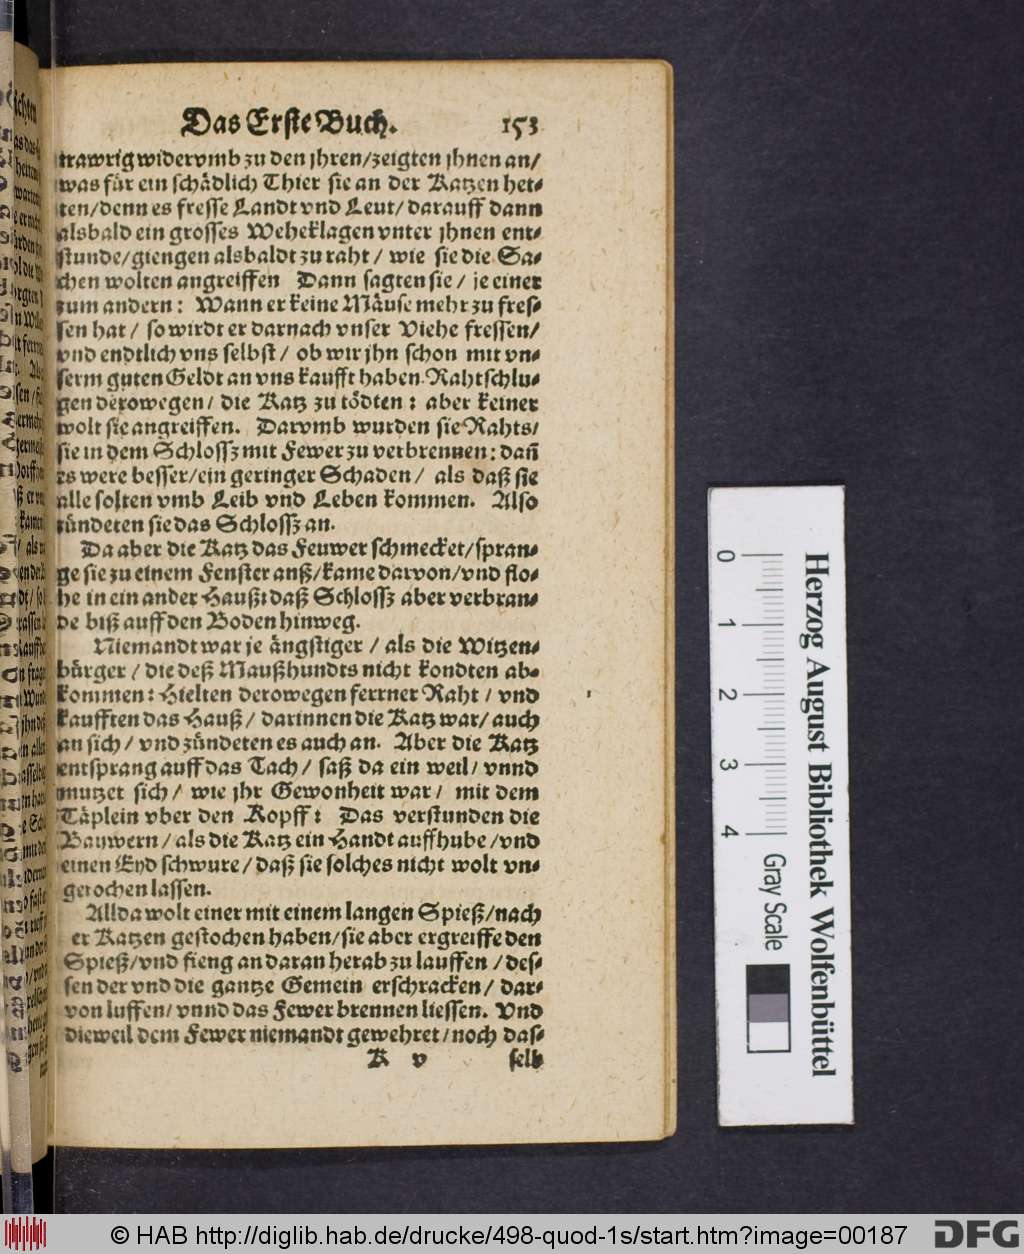 Das Erste Buch. 153
trawrig widervmb zu den jhren/zeigten jhnen an/
was für ein schädlich Thier sie an der Katzen het-
ten/denn es fresse Landt vnd Leut/ darauff dann
alsbald ein grosses Weheklagen vnter jhnen ent-
stunde/giengen alsbaldt zu raht / wie sie die Sa-
chen wolten angreiffen Dann sagten sie / je einer
zum andern: Wann er keine Mäuse mehr zu fres-
sen hat / so wirdt er darnach vnser Viehe fressen/
vnd endtlich vns selbst / ob wir jhn schon mit vn-
serm guten Geldt an vns kaufft haben. Rahtschlu-
gen derowegen/ die Katz zu tödten: aber keiner
wolt sie angreiffen. Darvmb wurden sie Rahts/
sie in dem Schlossz mit Fewer zu verbrennen: dañ
es were besser/ein geringer Schaden / als daß sie
alle solten vmb Leib vnd Leben kommen. Also
zündeten sie das Schlossz an.
Da aber die Katz das Feuwer schmecket/spran-
ge sie zu einem Fenster auß/kame darvon/vnd flo-
he in ein ander Hauß: daß Schlossz aber verbran-
de biß auff den Boden hinweg.
Niemandt war je ängstiger / als die Witzen-
bürger / die deß Maußhundts nicht kondten ab-
kommen: Hielten derowegen ferrner Raht / vnd
kaufften das Hauß / darinnen die Katz war/ auch
an sich / vnd zündeten es auch an. Aber die Katz
entsprang auff das Tach / saß da ein weil / vnnd
mutzet sich / wie jhr Gewonheit war / mit dem
Täplein vber den Kopff: Das verstunden die
Bauwern / als die Katz ein Handt auffhube/vnd
einen Eyd schwure / daß sie solches nicht wolt vn-
gerochen lassen.
Allda wolt einer mit einem langen Spieß/nach
er Katzen gestochen haben/sie aber ergreiffe den
Spieß/vnd fieng an daran herab zu lauffen / des-
sen der vnd die gantze Gemein erschracken / dar-
von luffen / vnnd das Fewer brennen liessen. Vnd
dieweil dem Fewer niemandt gewehret / noch das-
K v selb
0 1 2 3 4
Gray Scale
Herzog August Bibliothek Wolfenbüttel
© HAB http://diglib.hab.de/drucke/498-quod-1s/start.htm?image=00187
DFG